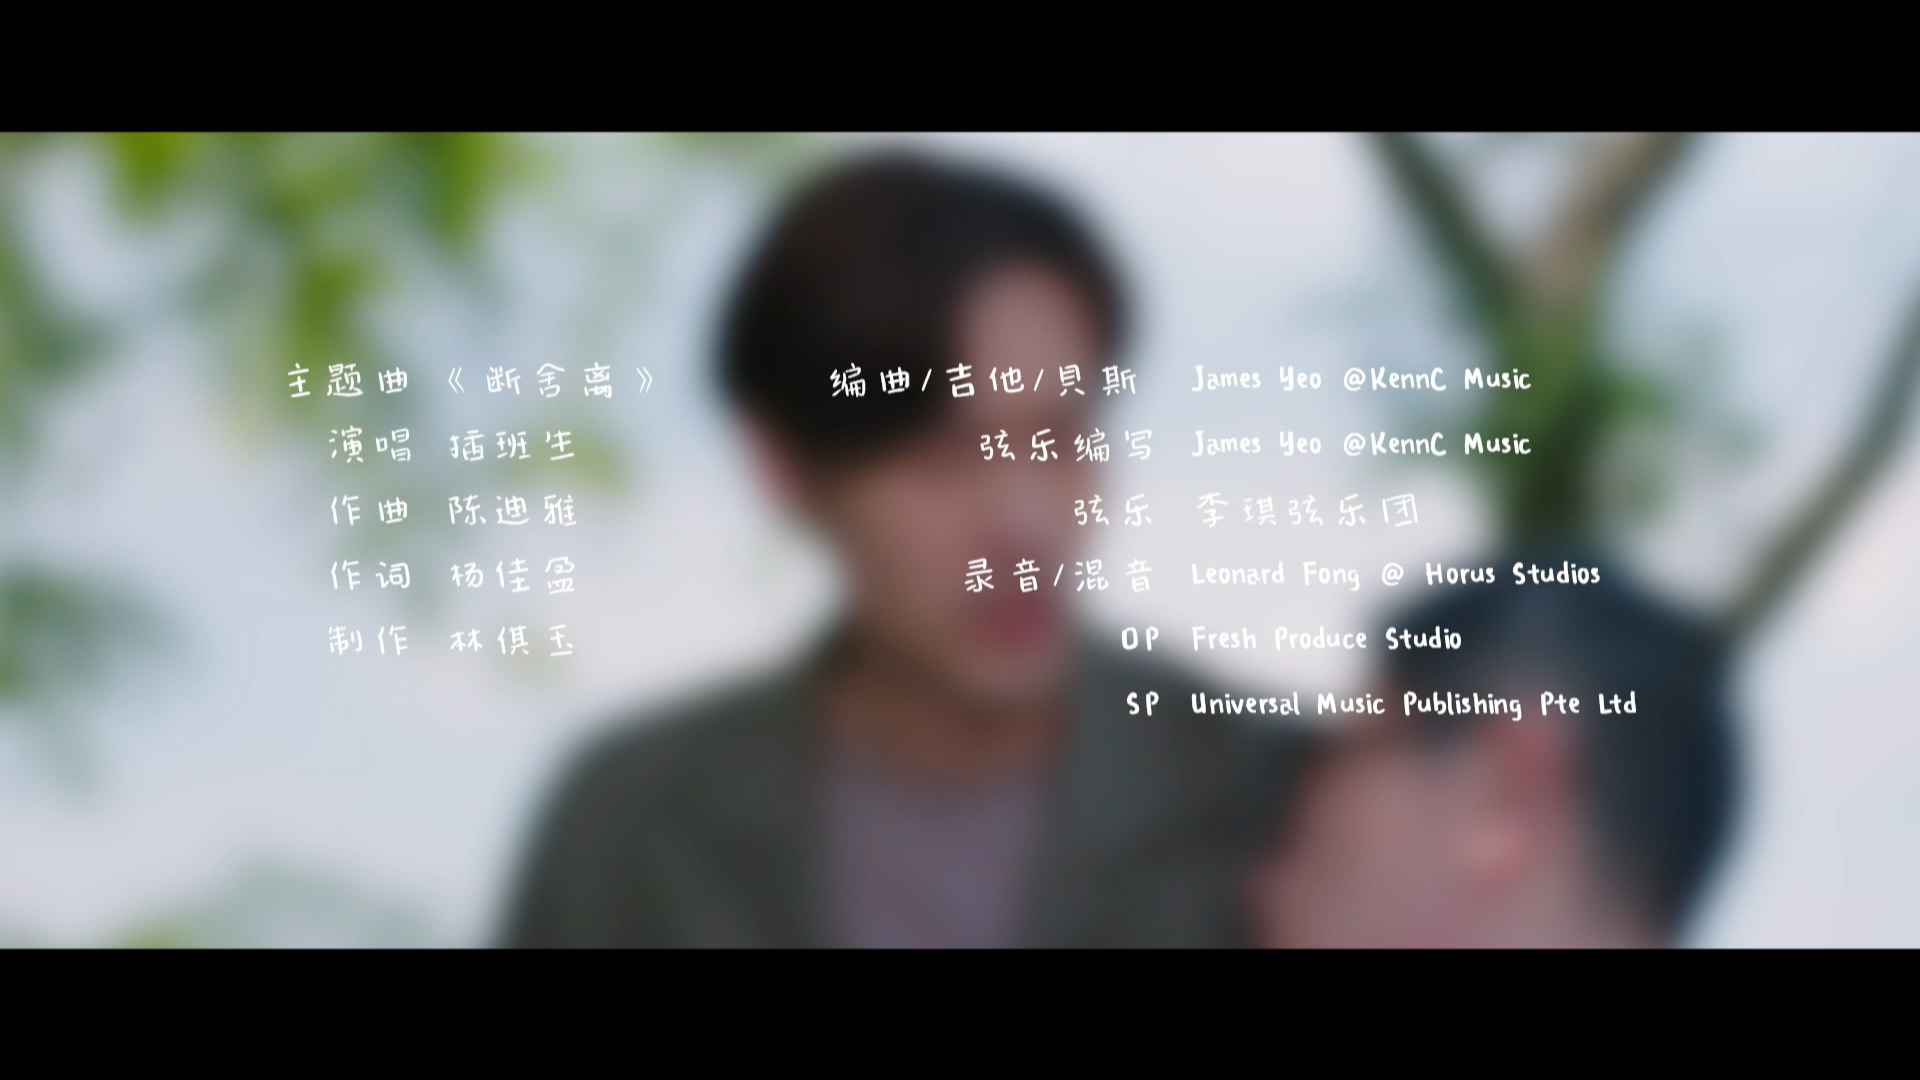 主题曲 《断舍离》
演唱 插班生
作曲 陈迪雅
作词 杨佳盈
制作 林倛玉
编曲/吉他/贝斯 James Yeo @KennC Music
弦乐编写 James Yeo @KennC Music
弦乐 李琪弦乐团
录音/混音 Leonard Fong @ Horus Studios
OP Fresh Produce Studio
SP Universal Music Publishing Pte Ltd